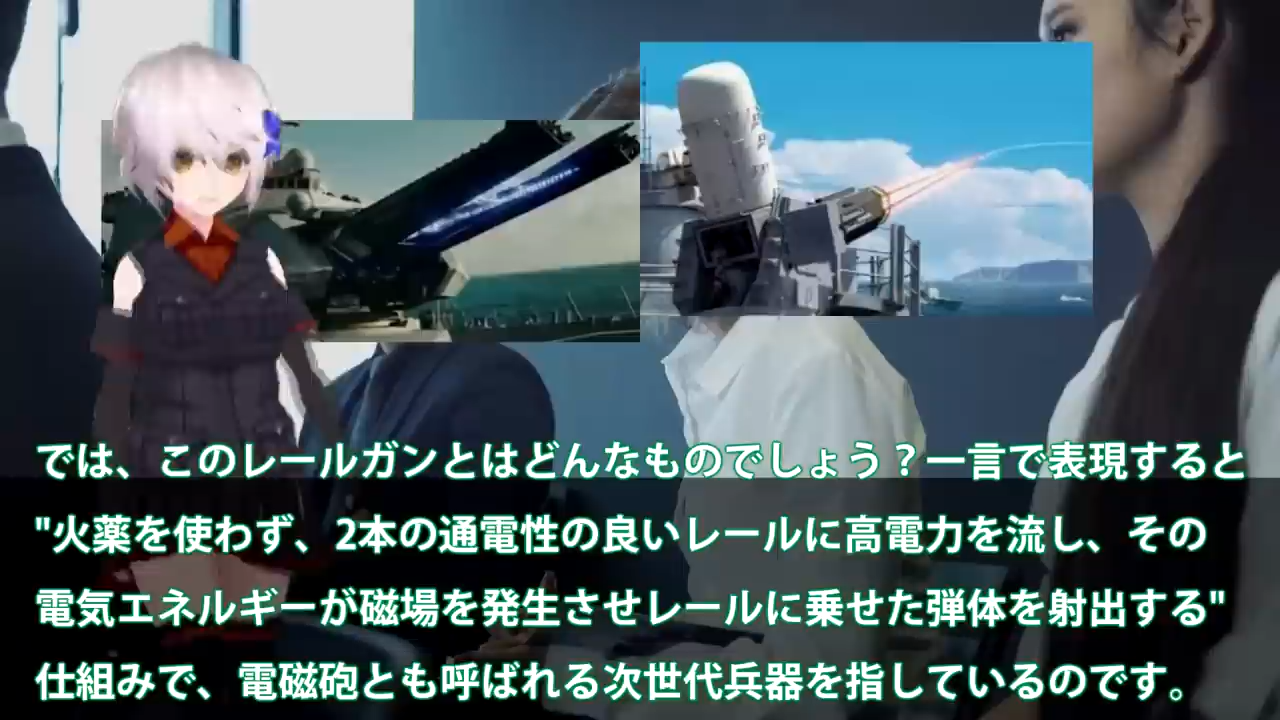 では、このレールガンとはどんなものでしょう？一言で表現すると
"火薬を使わず、2本の通電性の良いレールに高電力を流し、その
電気エネルギーが磁場を発生させレールに乗せた弾体を射出する"
仕組みで、電磁砲とも呼ばれる次世代兵器を指しているのです。